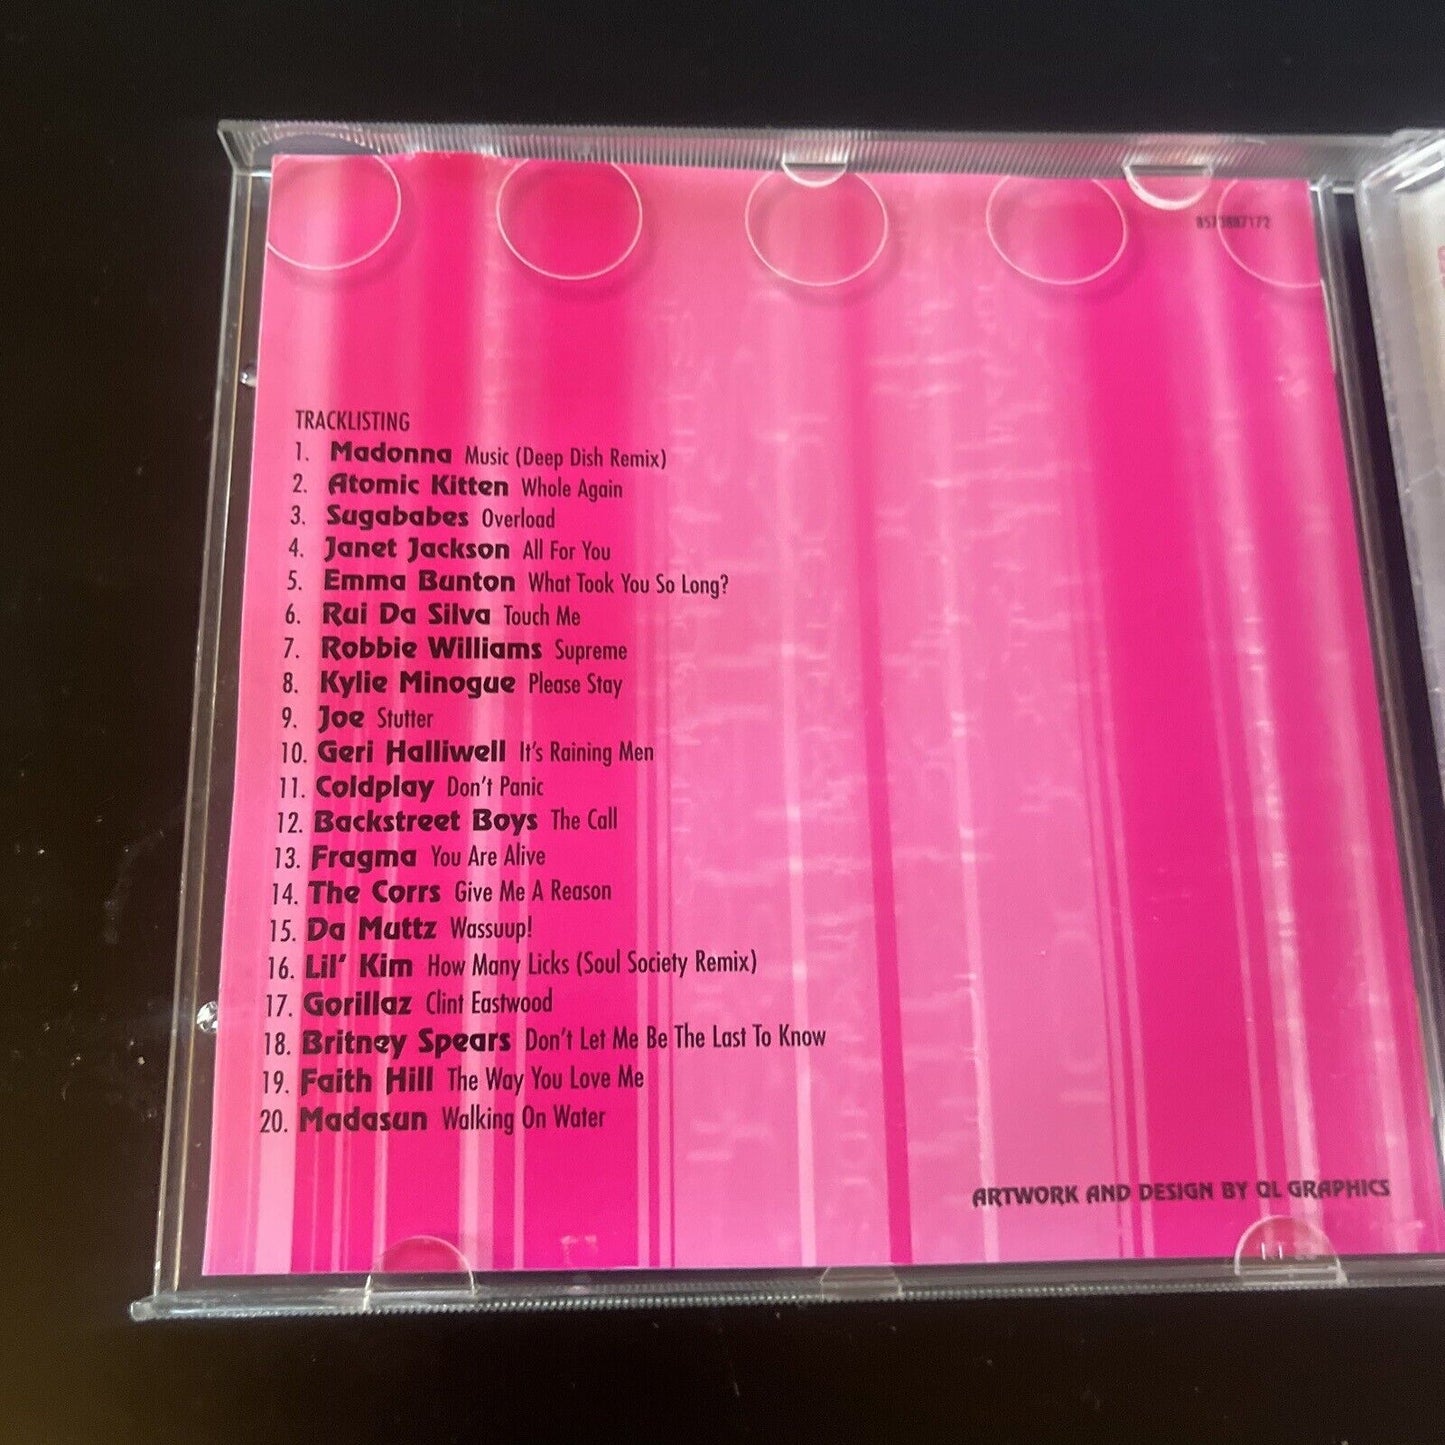 8573887172
TRACKLISTING
1. Madonna Music (Deep Dish Remix)
2. Atomic Kitten Whole Again
3. Sugababes Overload
4. Janet Jackson All For You
5. Emma Bunton What Took You So Long?
6. Rui Da Silva Touch Me
7. Robbie Williams Supreme
8. Kylie Minogue Please Stay
9. Joe Stutter
10. Geri Halliwell It's Raining Men
11. Coldplay Don't Panic
12. Backstreet Boys The Call
13. Fragma You Are Alive
14. The Corrs Give Me A Reason
15. Da Muttz Wassuup!
16. Lil' Kim How Many Licks (Soul Society Remix)
17. Gorillaz Clint Eastwood
18. Britney Spears Don't Let Me Be The Last To Know
19. Faith Hill The Way You Love Me
20. Madasun Walking On Water
ARTWORK AND DESIGN BY QL GRAPHICS